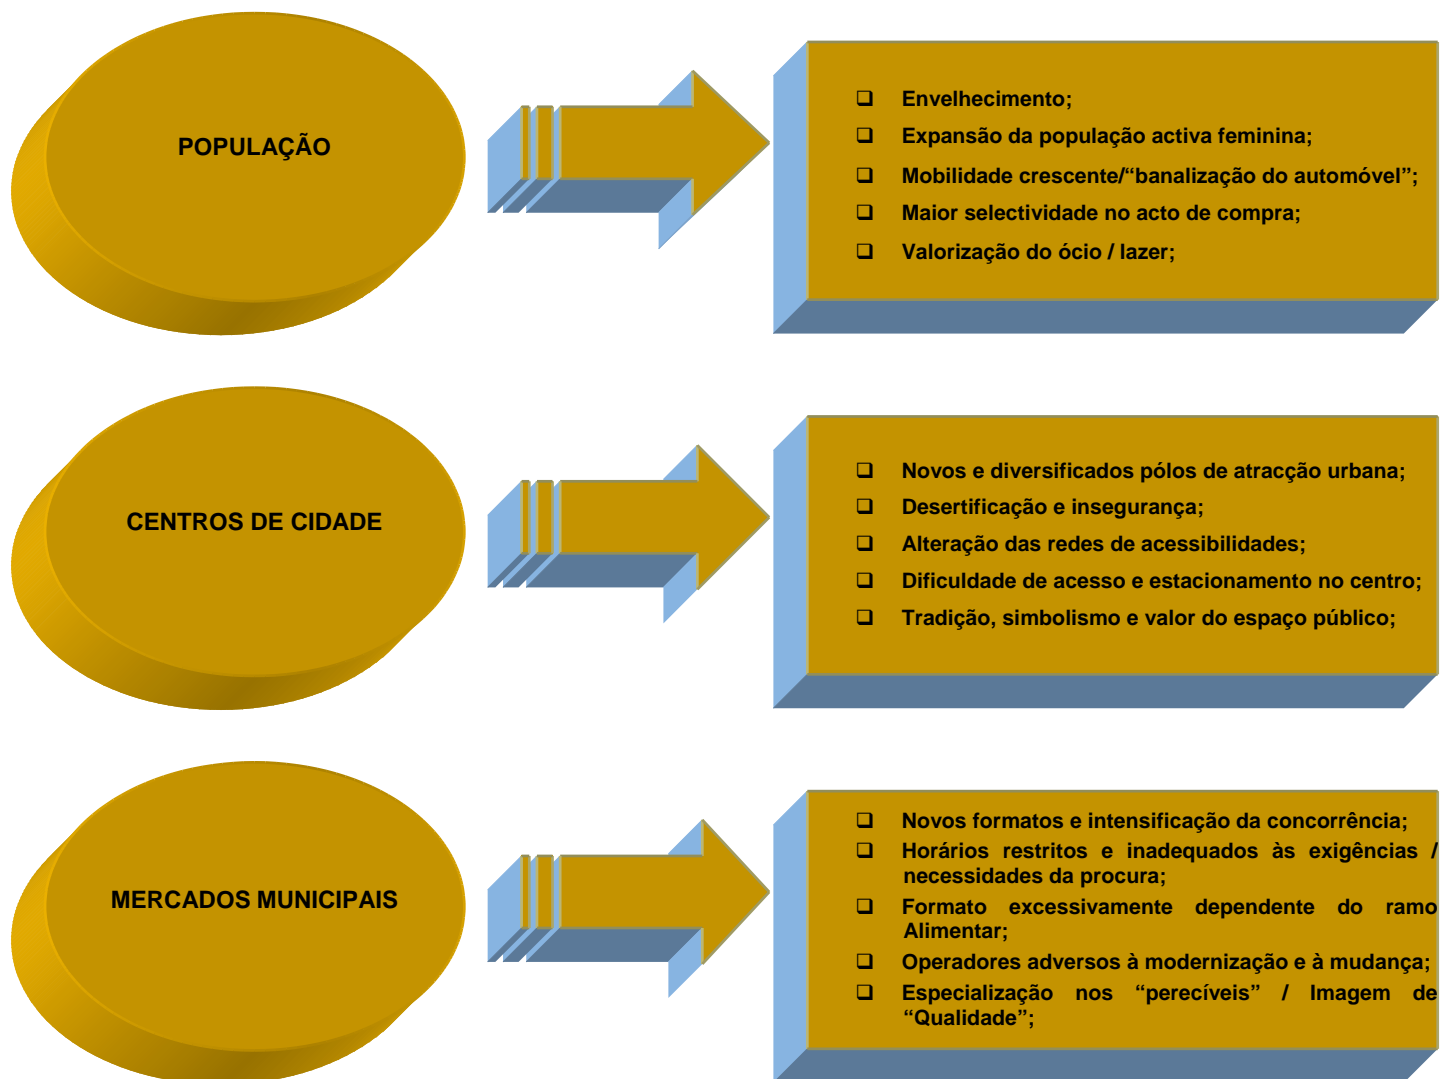 POPULAÇÃO
❑ Envelhecimento;
❑ Expansão da população activa feminina;
❑ Mobilidade crescente/“banalização do automóvel”;
❑ Maior selectividade no acto de compra;
❑ Valorização do ócio / lazer;
CENTROS DE CIDADE
❑ Novos e diversificados pólos de atracção urbana;
❑ Desertificação e insegurança;
❑ Alteração das redes de acessibilidades;
❑ Dificuldade de acesso e estacionamento no centro;
❑ Tradição, simbolismo e valor do espaço público;
MERCADOS MUNICIPAIS
❑ Novos formatos e intensificação da concorrência;
❑ Horários restritos e inadequados às exigências /
necessidades da procura;
❑ Formato excessivamente dependente do ramo
Alimentar;
❑ Operadores adversos à modernização e à mudança;
❑ Especialização nos “perecíveis” / Imagem de
“Qualidade”;